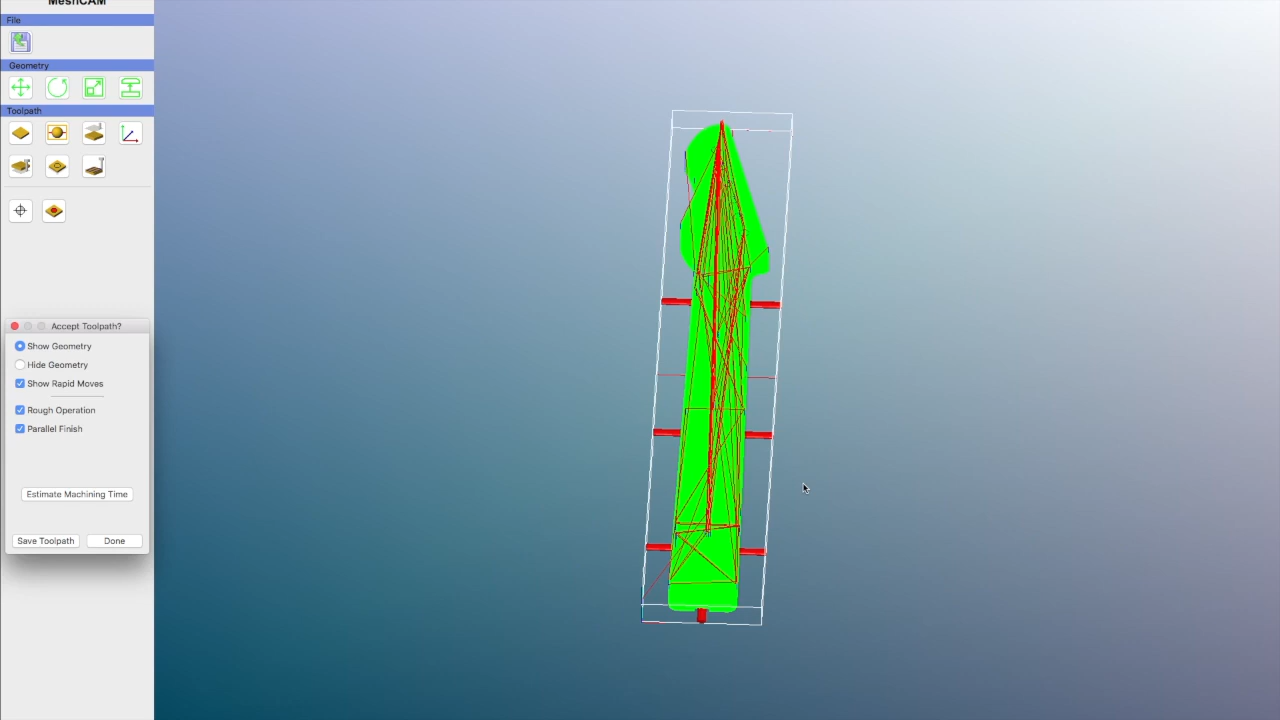 MeshCAM
File
Geometry
Toolpath
Accept Toolpath?
Show Geometry
Hide Geometry
Show Rapid Moves
Rough Operation
Parallel Finish
Estimate Machining Time
Save Toolpath
Done